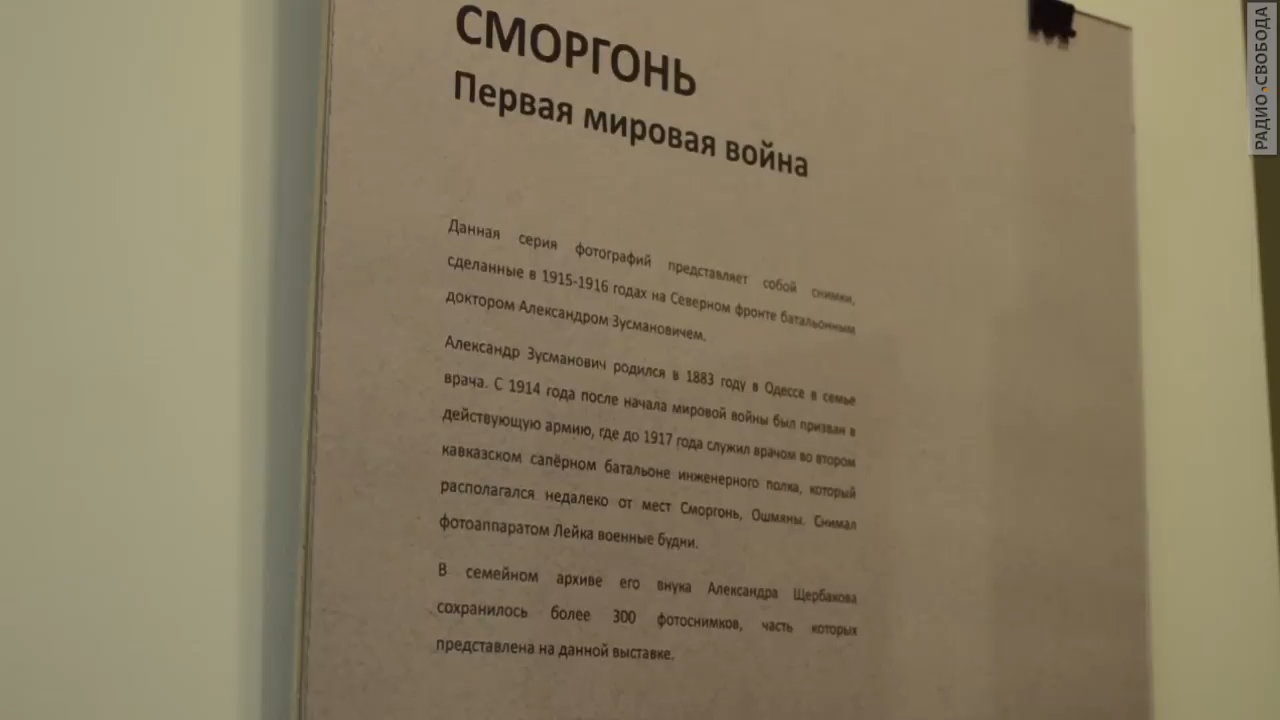 СМОРГОНЬ
Первая мировая война
Данная серия фотографий представляет собой снимки,
сделанные в 1915-1916 годах на Северном фронте батальонным
доктором Александром Зусмановичем.
Александр Зусманович родился в 1883 году в Одессе в семье
врача. С 1914 года после начала мировой войны был призван в
действующую армию, где до 1917 года служил врачом во втором
кавказском сапёрном батальоне инженерного полка, который
располагался недалеко от мест Сморгонь, Ошмяны. Снимал
фотоаппаратом Лейка военные будни.
В семейном архиве его внука Александра Щербакова
сохранилось более 300 фотоснимков, часть которых
представлена на данной выставке.
РАДИО СВОБОДА